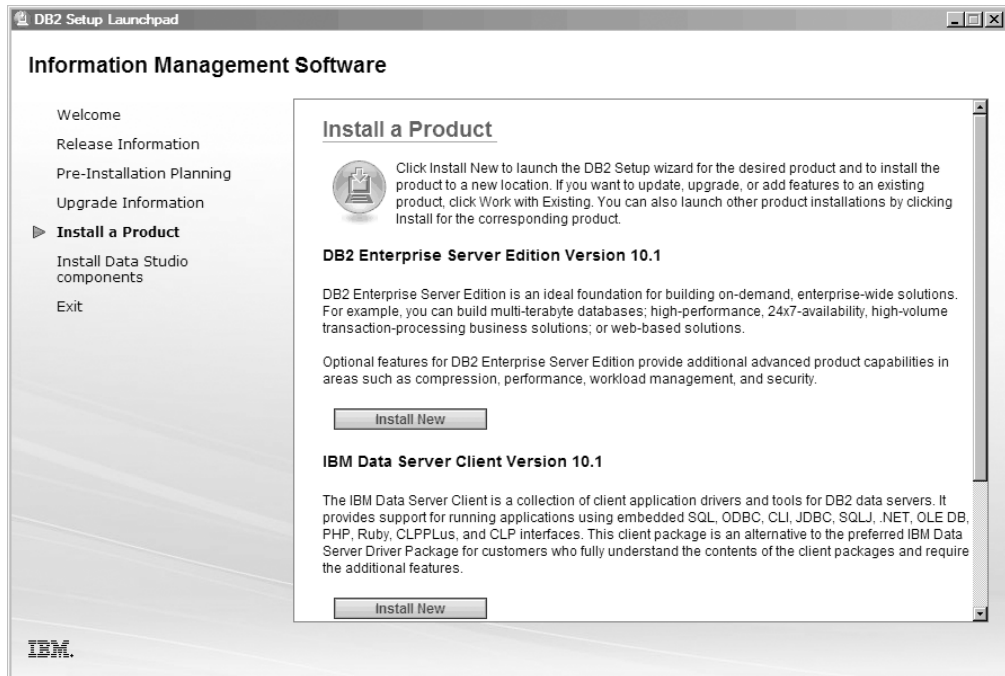 DB2 Setup Launchpad
Information Management Software
Welcome
Release Information
Pre-Installation Planning
Upgrade Information
Install a Product
Install Data Studio
components
Exit
Install a Product
Click Install New to launch the DB2 Setup wizard for the desired product and to install the
product to a new location. If you want to update, upgrade, or add features to an existing
product, click Work with Existing. You can also launch other product installations by clicking
Install for the corresponding product.
DB2 Enterprise Server Edition Version 10.1
DB2 Enterprise Server Edition is an ideal foundation for building on-demand, enterprise-wide solutions.
For example, you can build multi-terabyte databases; high-performance, 24x7-availability, high-volume
transaction-processing business solutions; or web-based solutions.
Optional features for DB2 Enterprise Server Edition provide additional advanced product capabilities in
areas such as compression, performance, workload management, and security.
Install New
IBM Data Server Client Version 10.1
The IBM Data Server Client is a collection of client application drivers and tools for DB2 data servers. It
provides support for running applications using embedded SQL, ODBC, CLI, JDBC, SQLJ, .NET, OLE DB,
PHP, Ruby, CLPPLus, and CLP interfaces. This client package is an alternative to the preferred IBM Data
Server Driver Package for customers who fully understand the contents of the client packages and require
the additional features.
Install New
IBM.